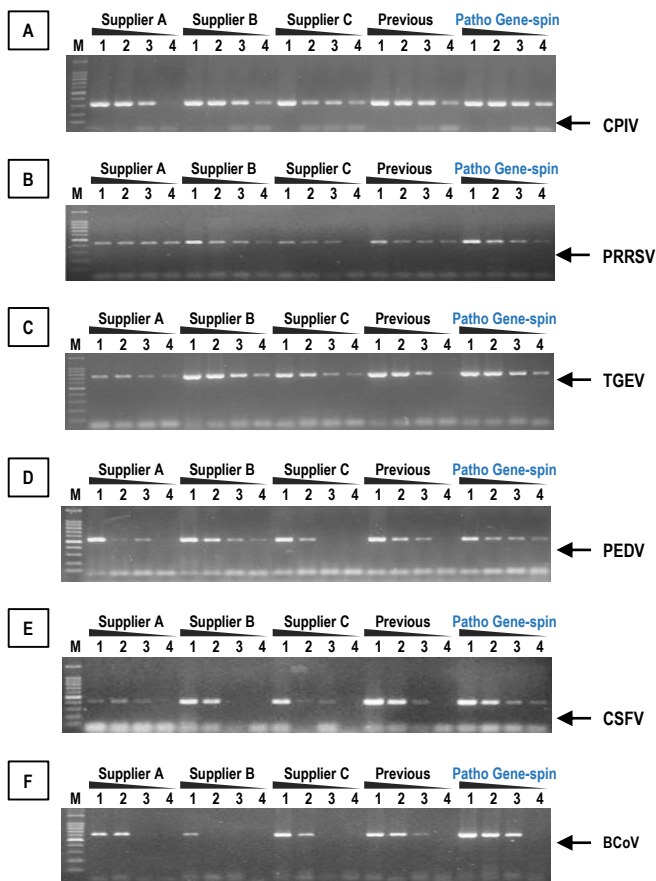 A
Supplier A Supplier B Supplier C Previous Patho Gene-spin
M 1 2 3 4 1 2 3 4 1 2 3 4 1 2 3 4 1 2 3 4
CPIV
B
Supplier A Supplier B Supplier C Previous Patho Gene-spin
M 1 2 3 4 1 2 3 4 1 2 3 4 1 2 3 4 1 2 3 4
PRRSV
C
Supplier A Supplier B Supplier C Previous Patho Gene-spin
M 1 2 3 4 1 2 3 4 1 2 3 4 1 2 3 4 1 2 3 4
TGEV
D
Supplier A Supplier B Supplier C Previous Patho Gene-spin
M 1 2 3 4 1 2 3 4 1 2 3 4 1 2 3 4 1 2 3 4
PEDV
E
Supplier A Supplier B Supplier C Previous Patho Gene-spin
M 1 2 3 4 1 2 3 4 1 2 3 4 1 2 3 4 1 2 3 4
CSFV
F
Supplier A Supplier B Supplier C Previous Patho Gene-spin
M 1 2 3 4 1 2 3 4 1 2 3 4 1 2 3 4 1 2 3 4
BCoV